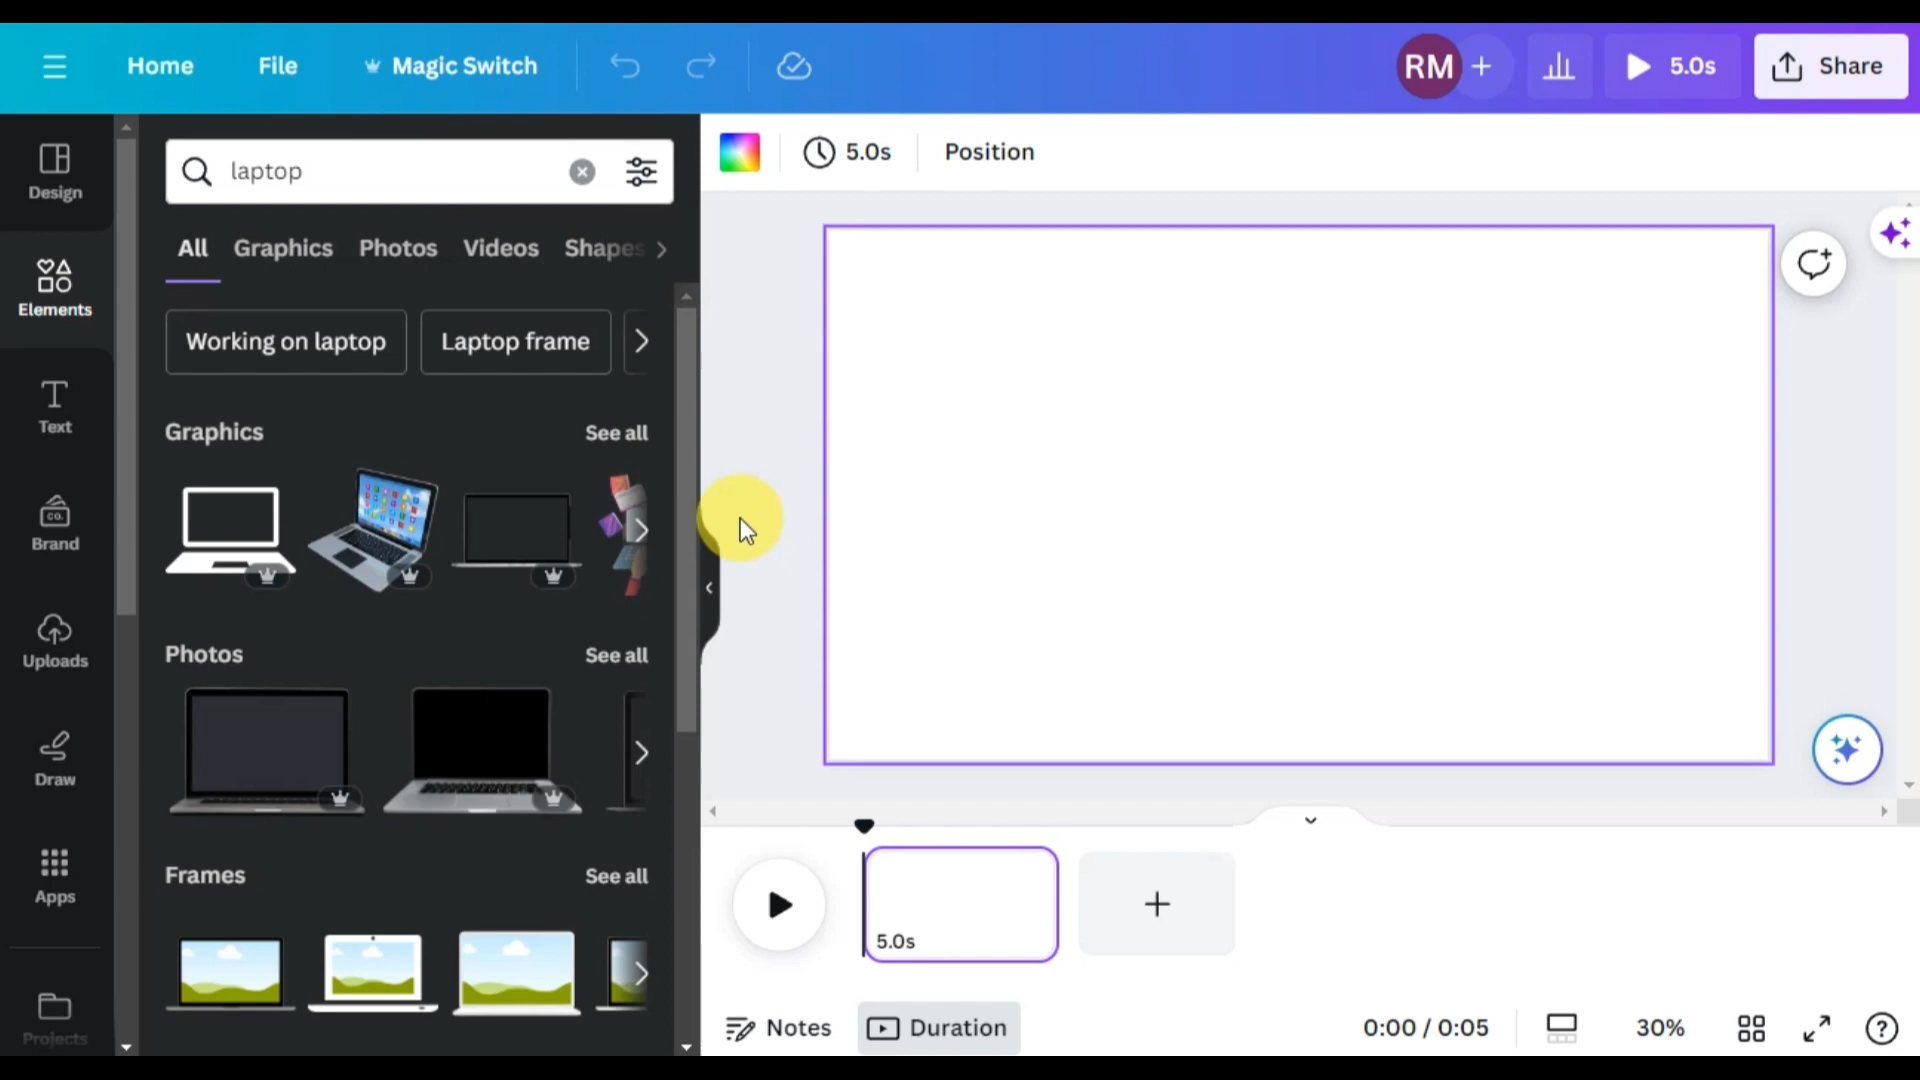 Home File Magic Switch RM 5.0s Share
laptop
5.0s Position
Design
All Graphics Photos Videos Shapes
Elements
Working on laptop Laptop frame
Text
Graphics See all
CO.
Brand
Uploads
Photos See all
Draw
Frames See all
Apps
5.0s
Projects
Notes Duration 0:00 / 0:05 30%